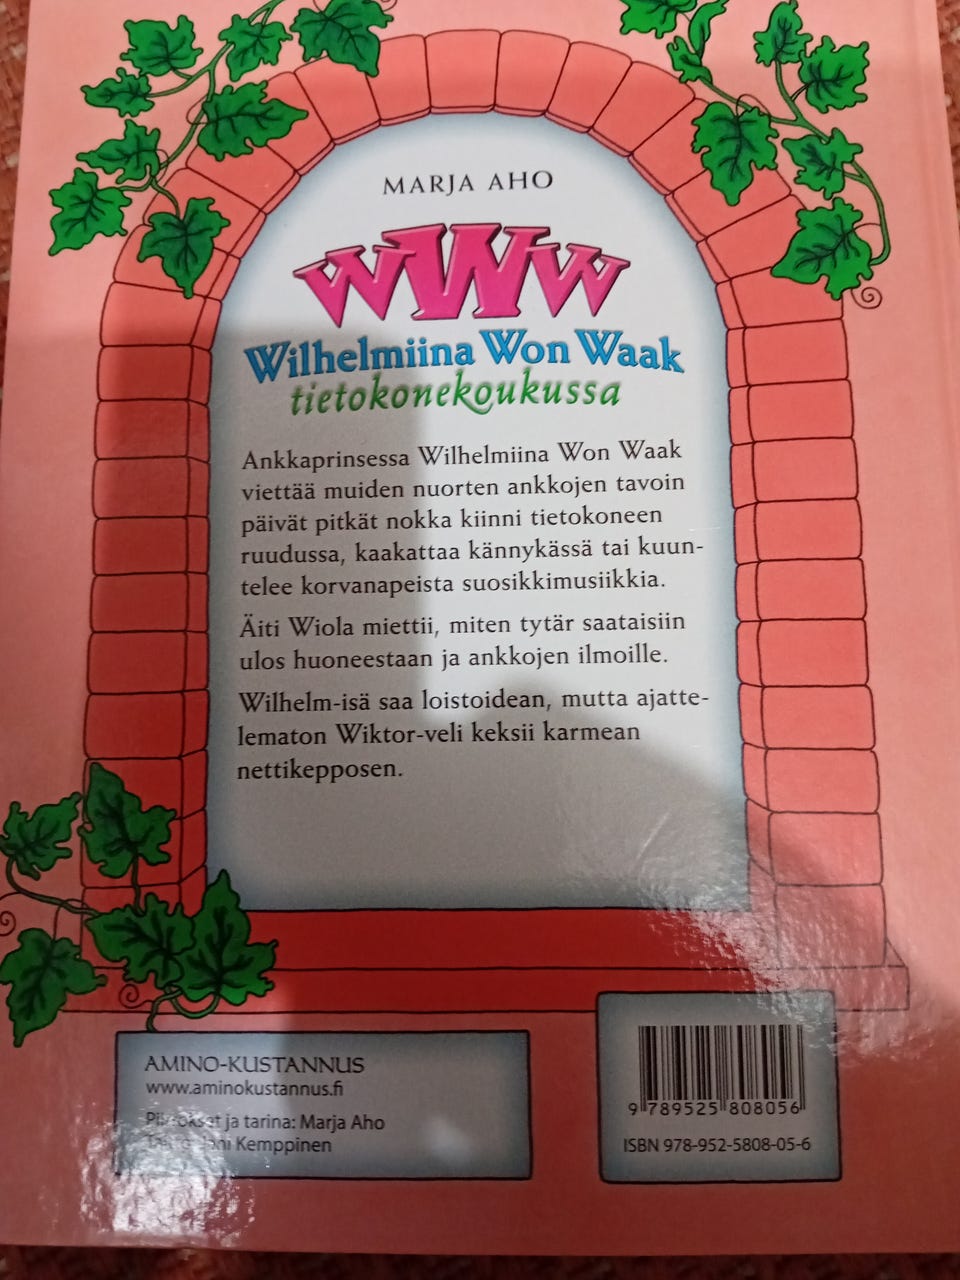 MARJA AHO
WWW
Wilhelmiina Won Waak
tietokonekoukussa
Ankkaprinsessa Wilhelmiina Won Waak
viettää muiden nuorten ankkojen tavoin
päivät pitkät nokka kiinni tietokoneen
ruudussa, kaakattaa kännykässä tai kuun-
telee korvanapeista suosikkimusiikkia.
Äiti Wiola miettii, miten tytär saataisiin
ulos huoneestaan ja ankkojen ilmoille.
Wilhelm-isä saa loistoidean, mutta ajatte-
lematon Wiktor-veli keksii karmean
nettikepposen.
AMINO-KUSTANNUS
www.aminokustannus.fi
Piirrokset ja tarina: Marja Aho
Jani Kemppinen
9 789525 808056
ISBN 978-952-5808-05-6